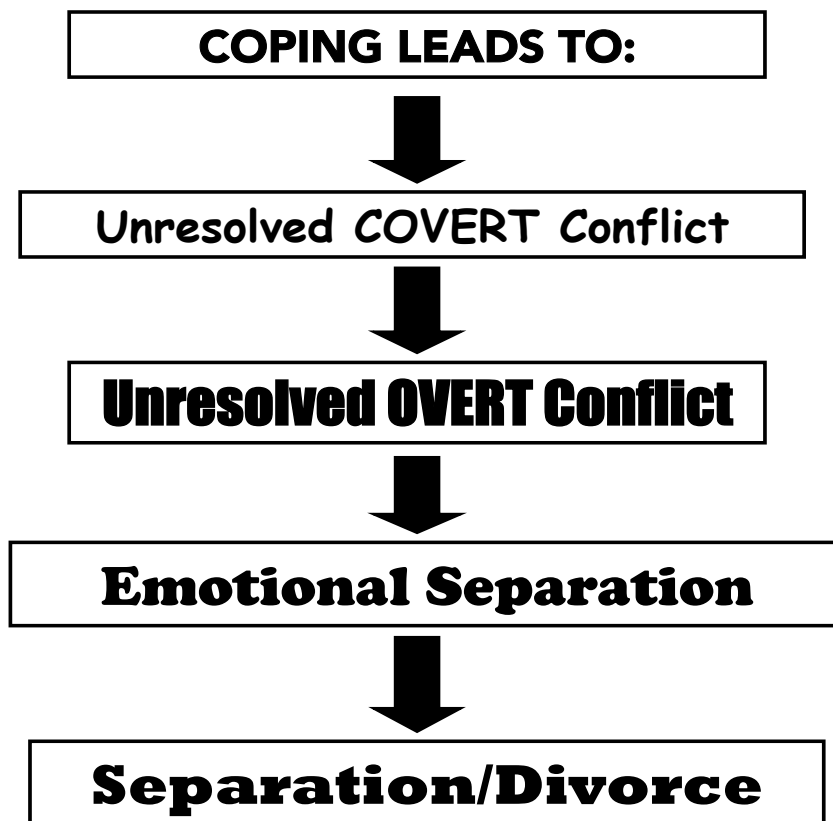 COPING LEADS TO:
Unresolved COVERT Conflict
Unresolved OVERT Conflict
Emotional Separation
Separation/Divorce